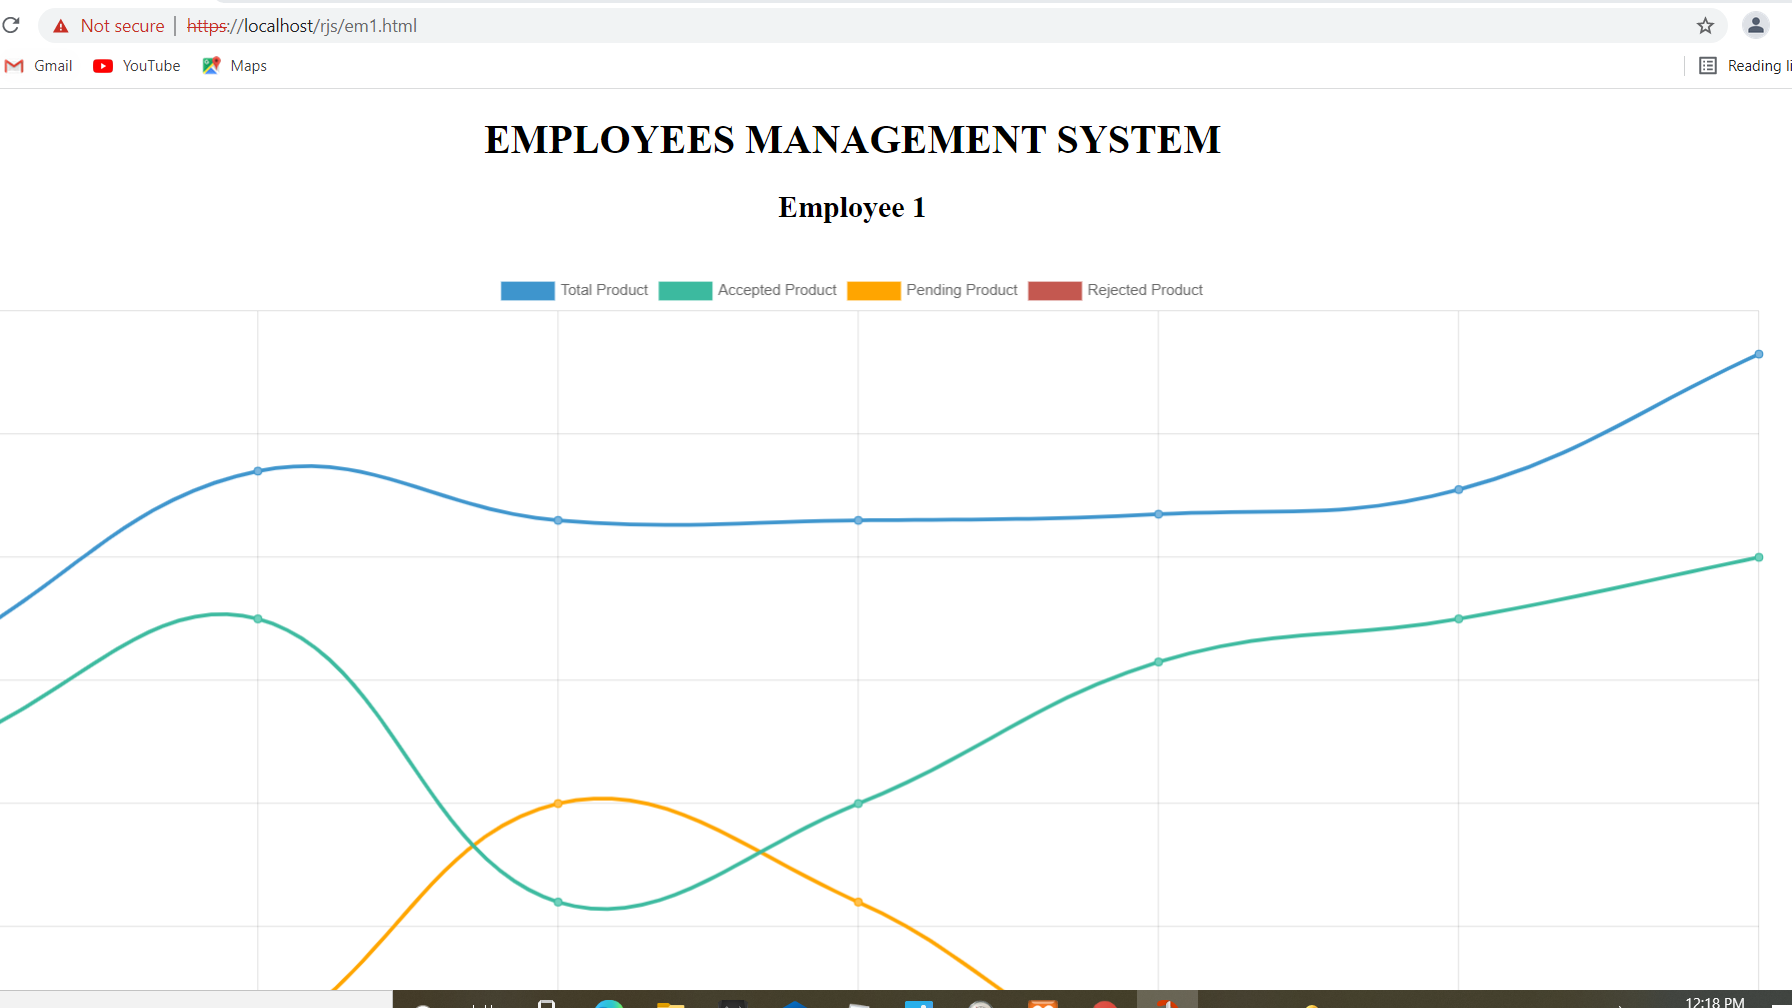 Not secure | https://localhost/rjs/em1.html
Gmail YouTube Maps Reading li
EMPLOYEES MANAGEMENT SYSTEM
Employee 1
Total Product Accepted Product Pending Product Rejected Product
12:18 PM